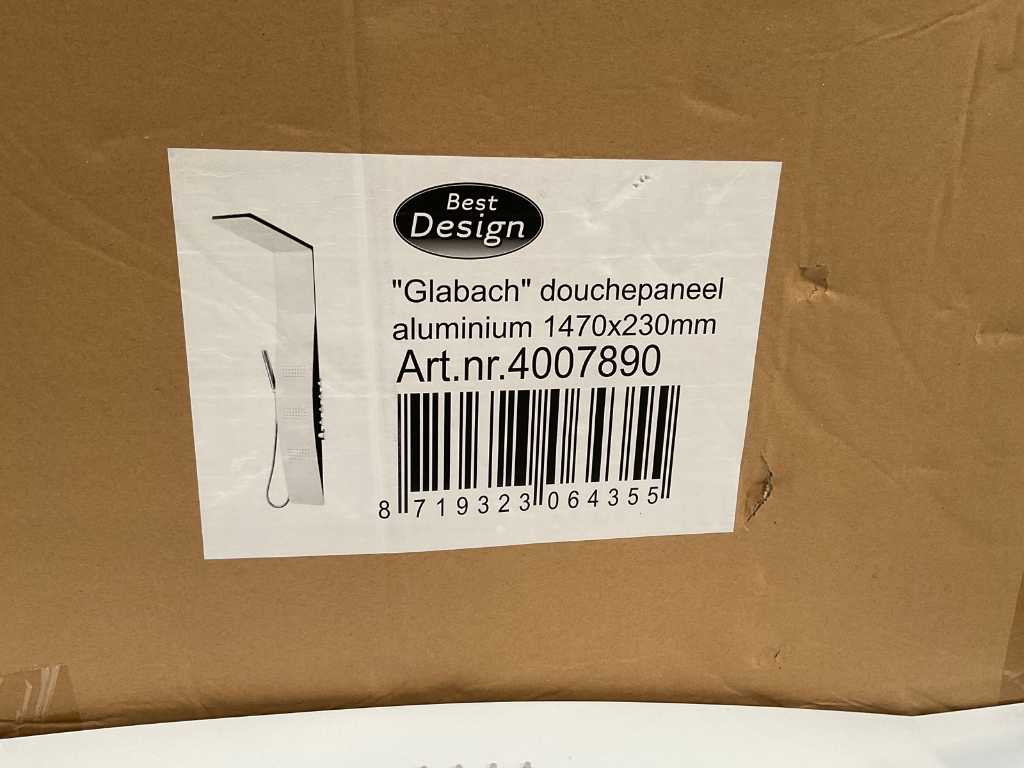 Best
Design
"Glabach" douchepaneel
aluminium 1470x230mm
Art.nr.4007890
8 719323 064355